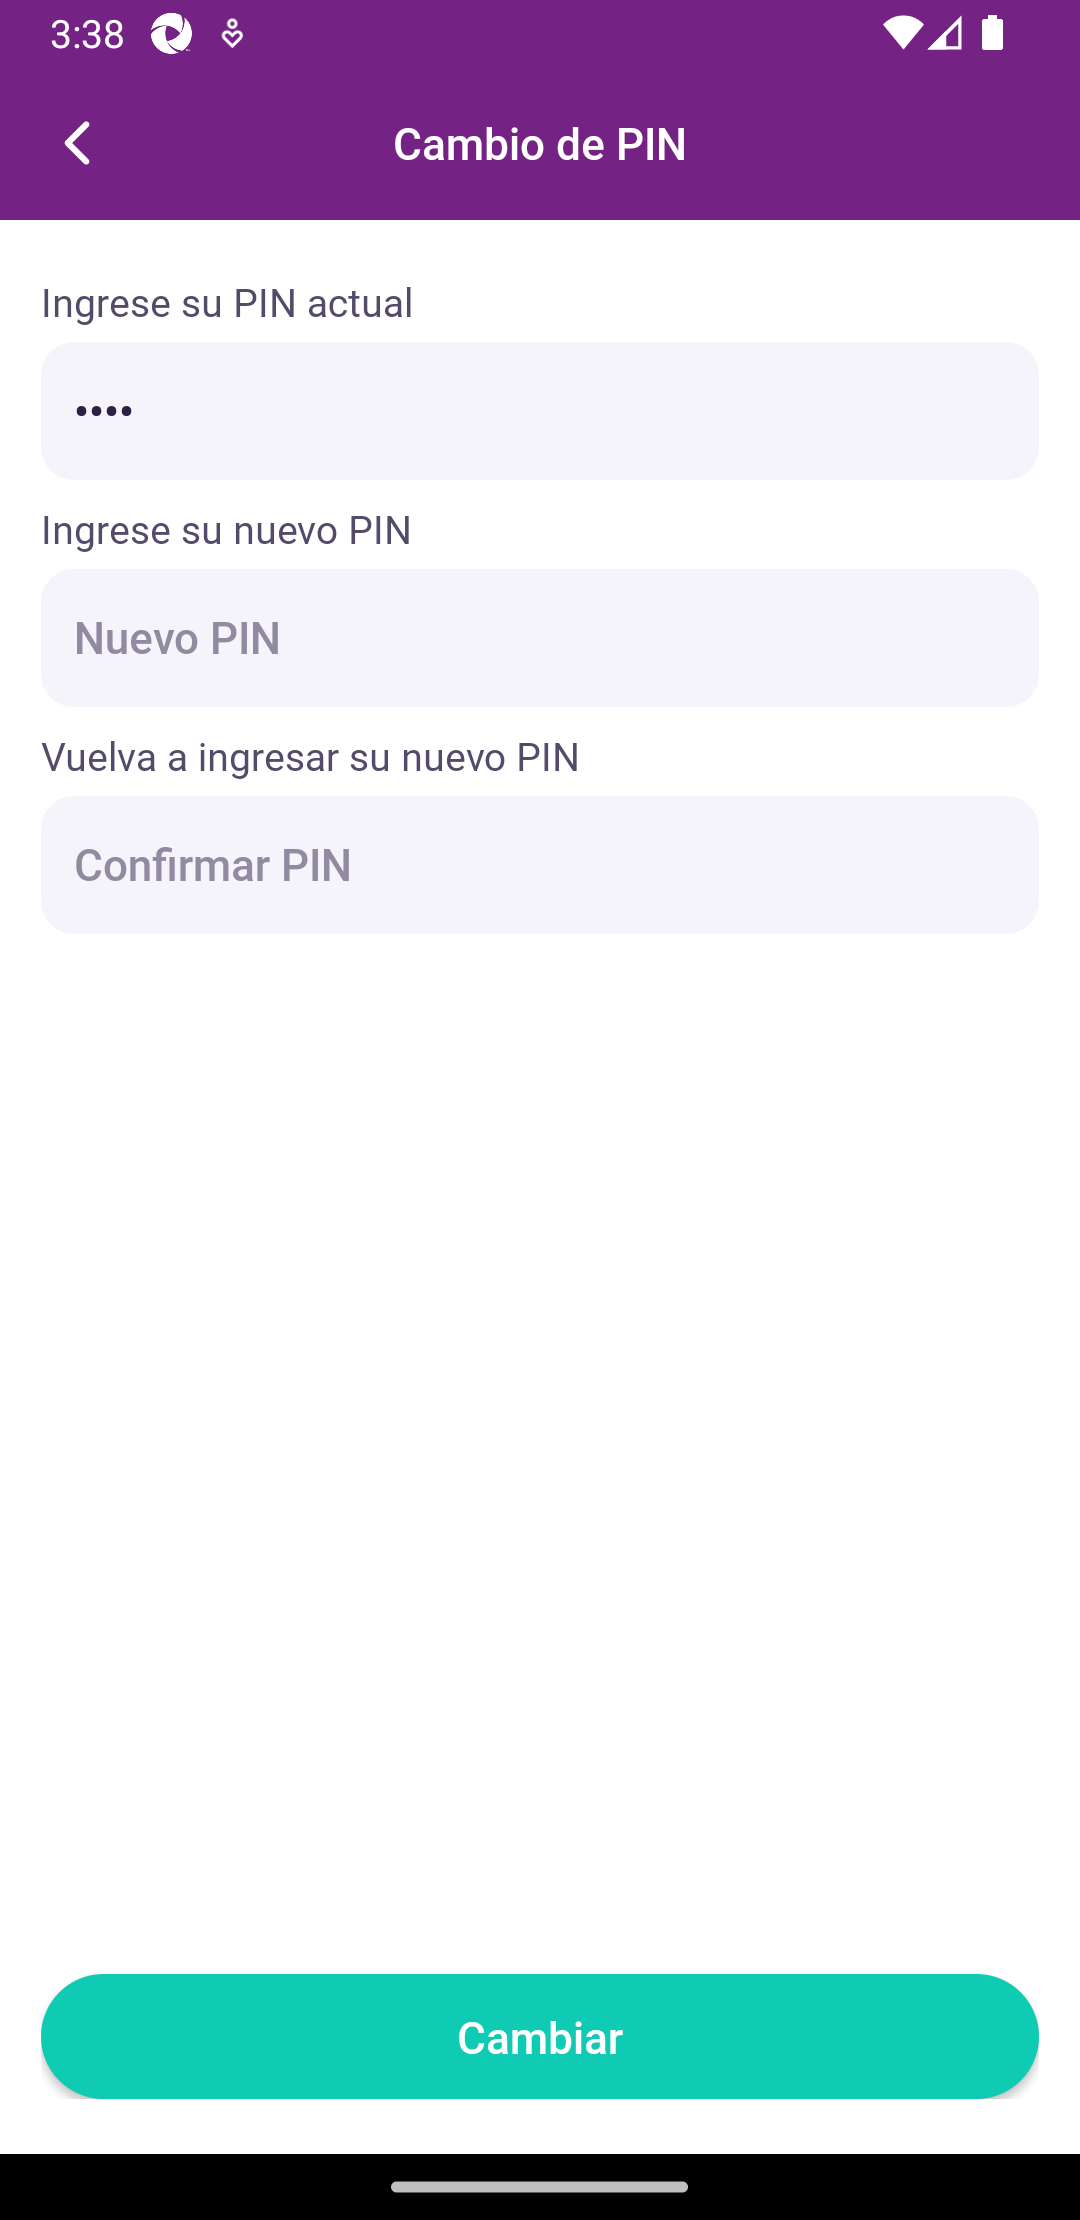 3:38
Cambio de PIN
Ingrese su PIN actual
••••
Ingrese su nuevo PIN
Nuevo PIN
Vuelva a ingresar su nuevo PIN
Confirmar PIN
Cambiar